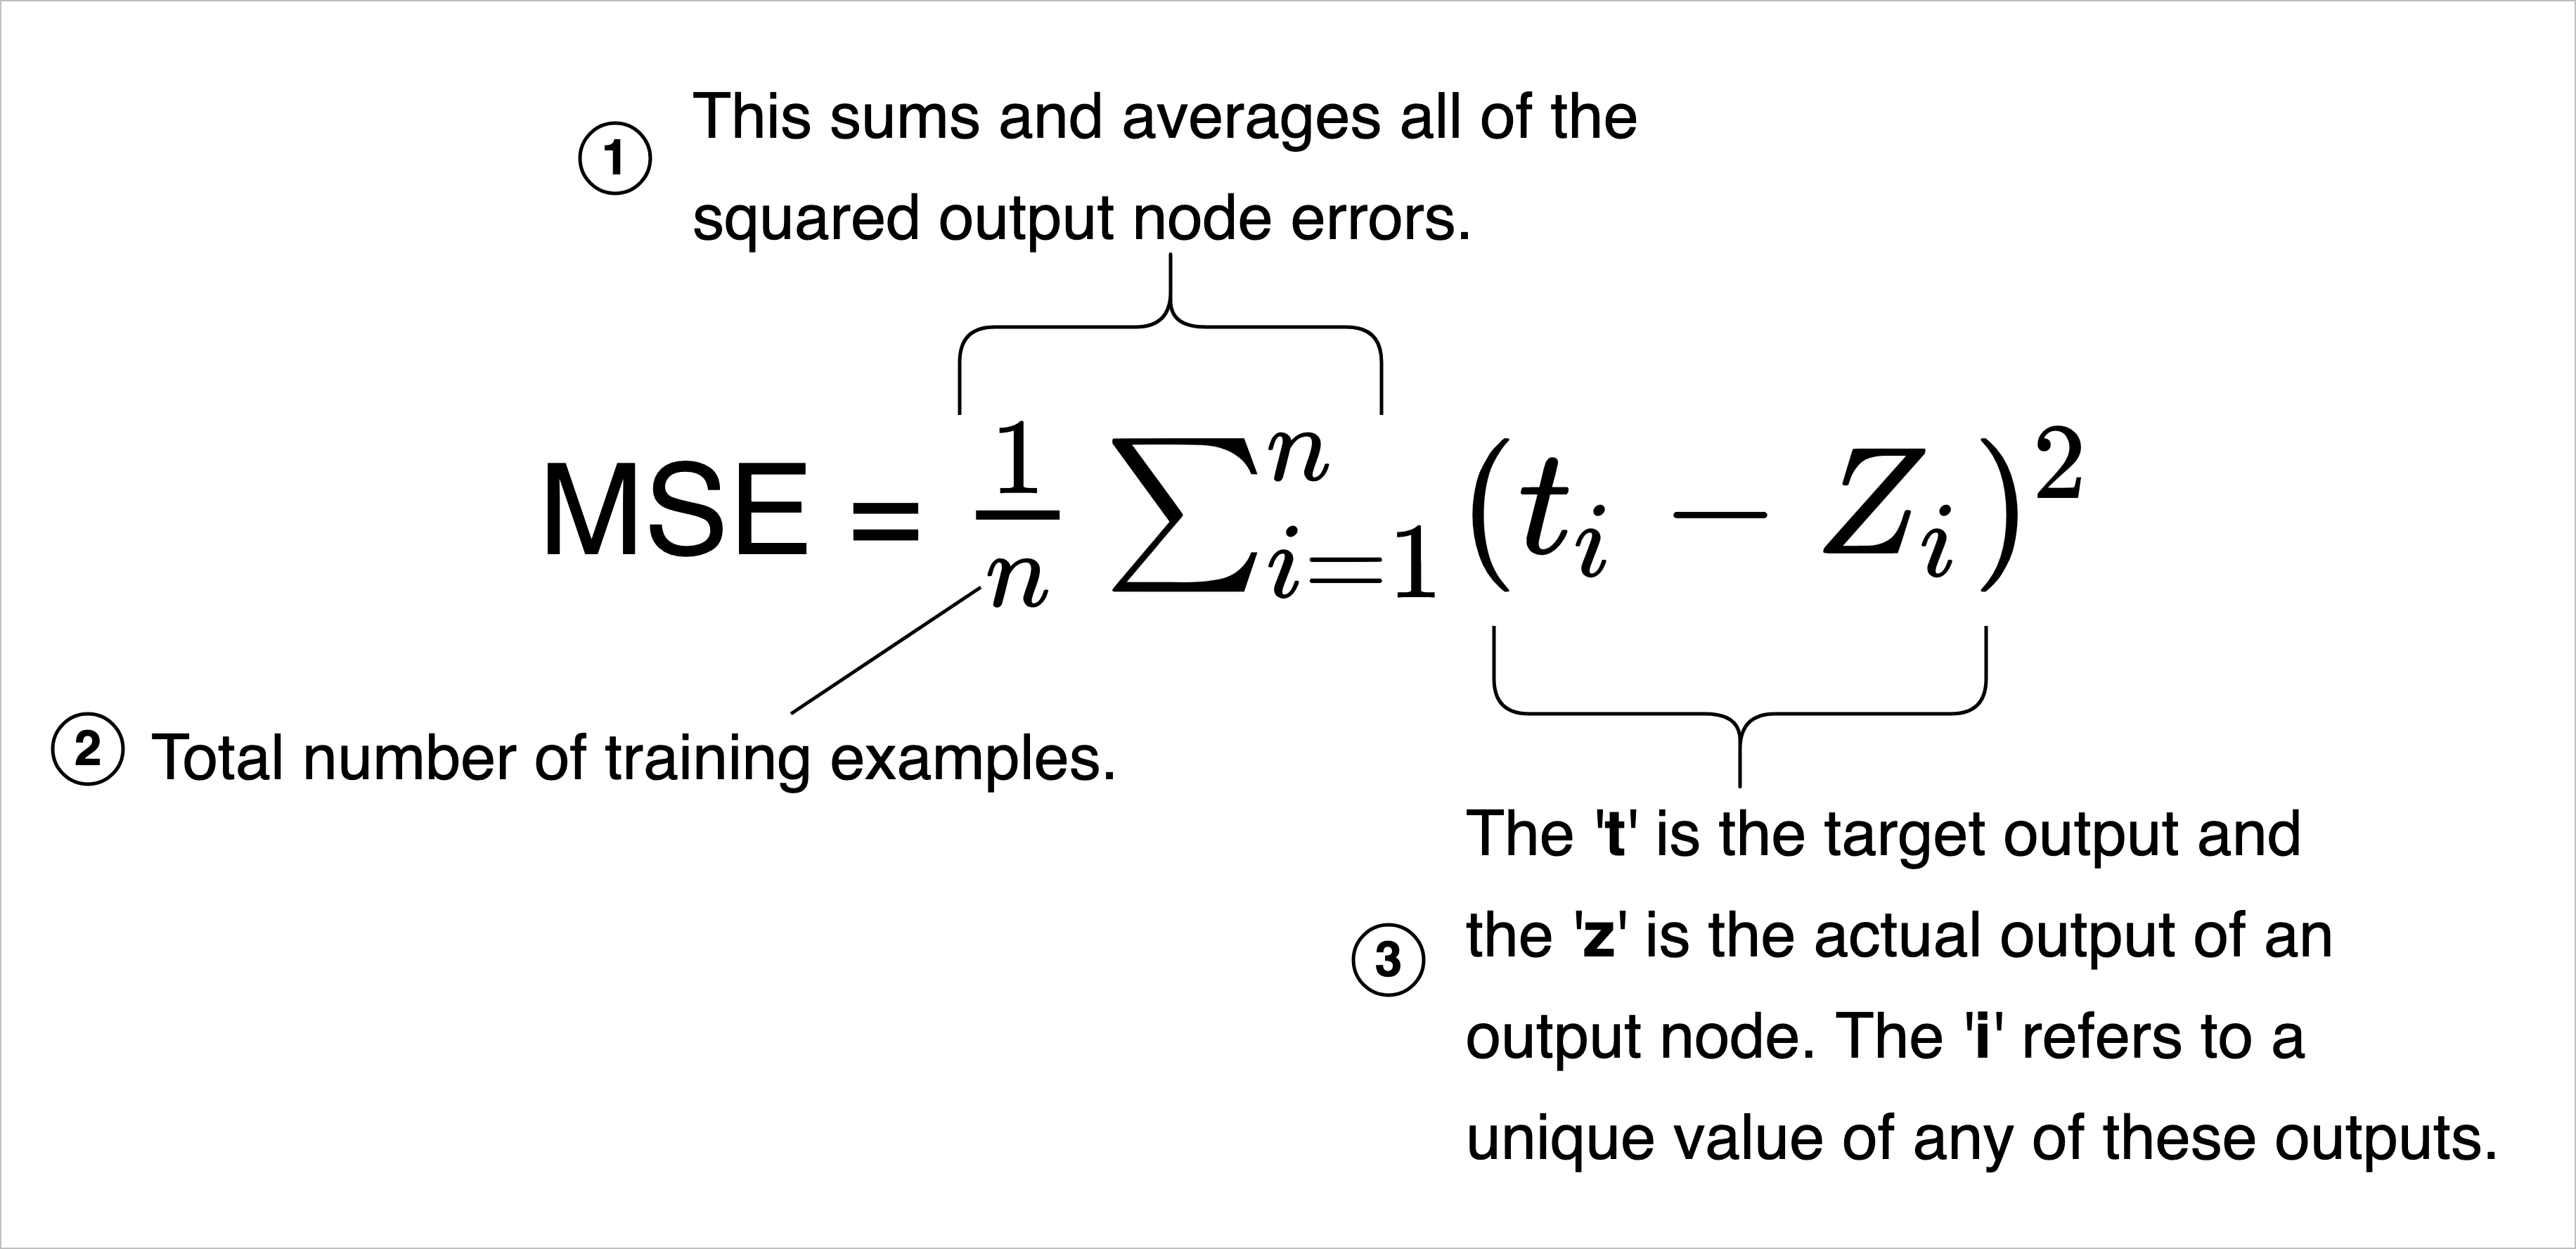 ① This sums and averages all of the
squared output node errors.
MSE = \frac{1}{n} \sum_{i=1}^{n} (t_i - Z_i)^2
② Total number of training examples.
The 't' is the target output and
③ the 'z' is the actual output of an
output node. The 'i' refers to a
unique value of any of these outputs.